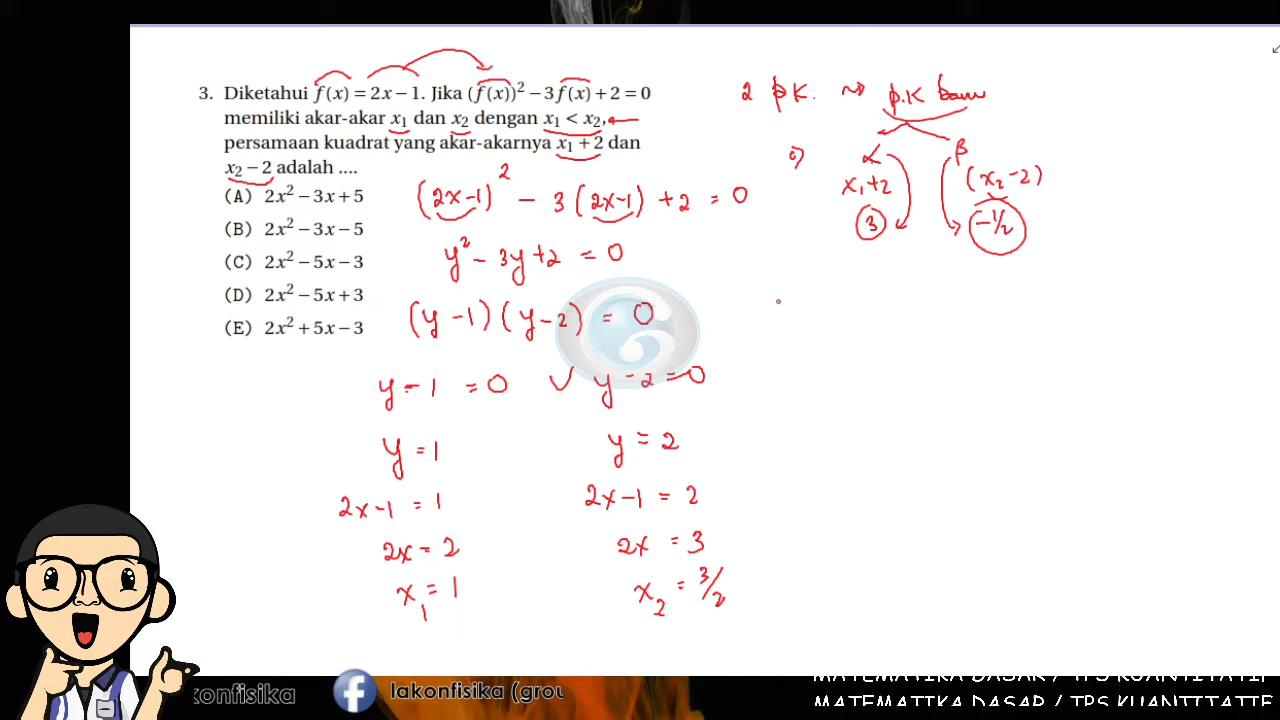 3. Diketahui f(x) = 2x − 1. Jika (f(x))² − 3f(x) + 2 = 0
memiliki akar-akar x₁ dan x₂ dengan x₁ < x₂,
persamaan kuadrat yang akar-akarnya x₁ + 2 dan
x₂ − 2 adalah ....
(A) 2x² − 3x + 5
(B) 2x² − 3x − 5
(C) 2x² − 5x − 3
(D) 2x² − 5x + 3
(E) 2x² + 5x − 3
(2x−1)² − 3(2x−1) + 2 = 0
y² − 3y + 2 = 0
(y − 1)(y − 2) = 0
y − 1 = 0 ∨ y − 2 = 0
y = 1
y = 2
2x − 1 = 1
2x − 1 = 2
2x = 2
2x = 3
x₁ = 1
x₂ = 3/2
2 PK. ⇝ P.K baru
α β
x₁+2 (x₂−2)
3 −1/2
konfisika
lakonfisika (grou
MATEMATIKA DASAR / TPS KUANTITATIF
MATEMATIKA DASAR / TPS KUANTITATIF